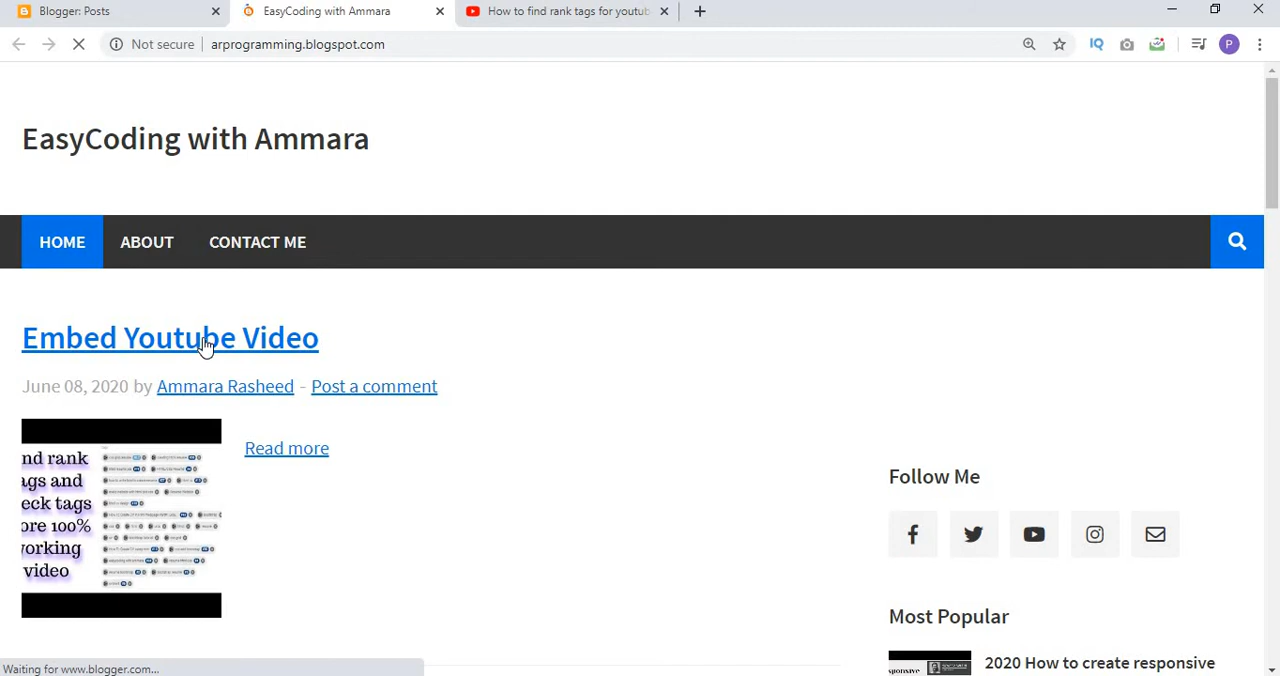 Blogger: Posts
EasyCoding with Ammara
How to find rank tags for youtub
Not secure
arprogramming.blogspot.com
IQ
P
EasyCoding with Ammara
HOME
ABOUT
CONTACT ME
Embed Youtube Video
June 08, 2020 by Ammara Rasheed - Post a comment
nd rank
ags and
eck tags
ore 100%
orking
video
Read more
Follow Me
Most Popular
2020 How to create responsive
Waiting for www.blogger.com...